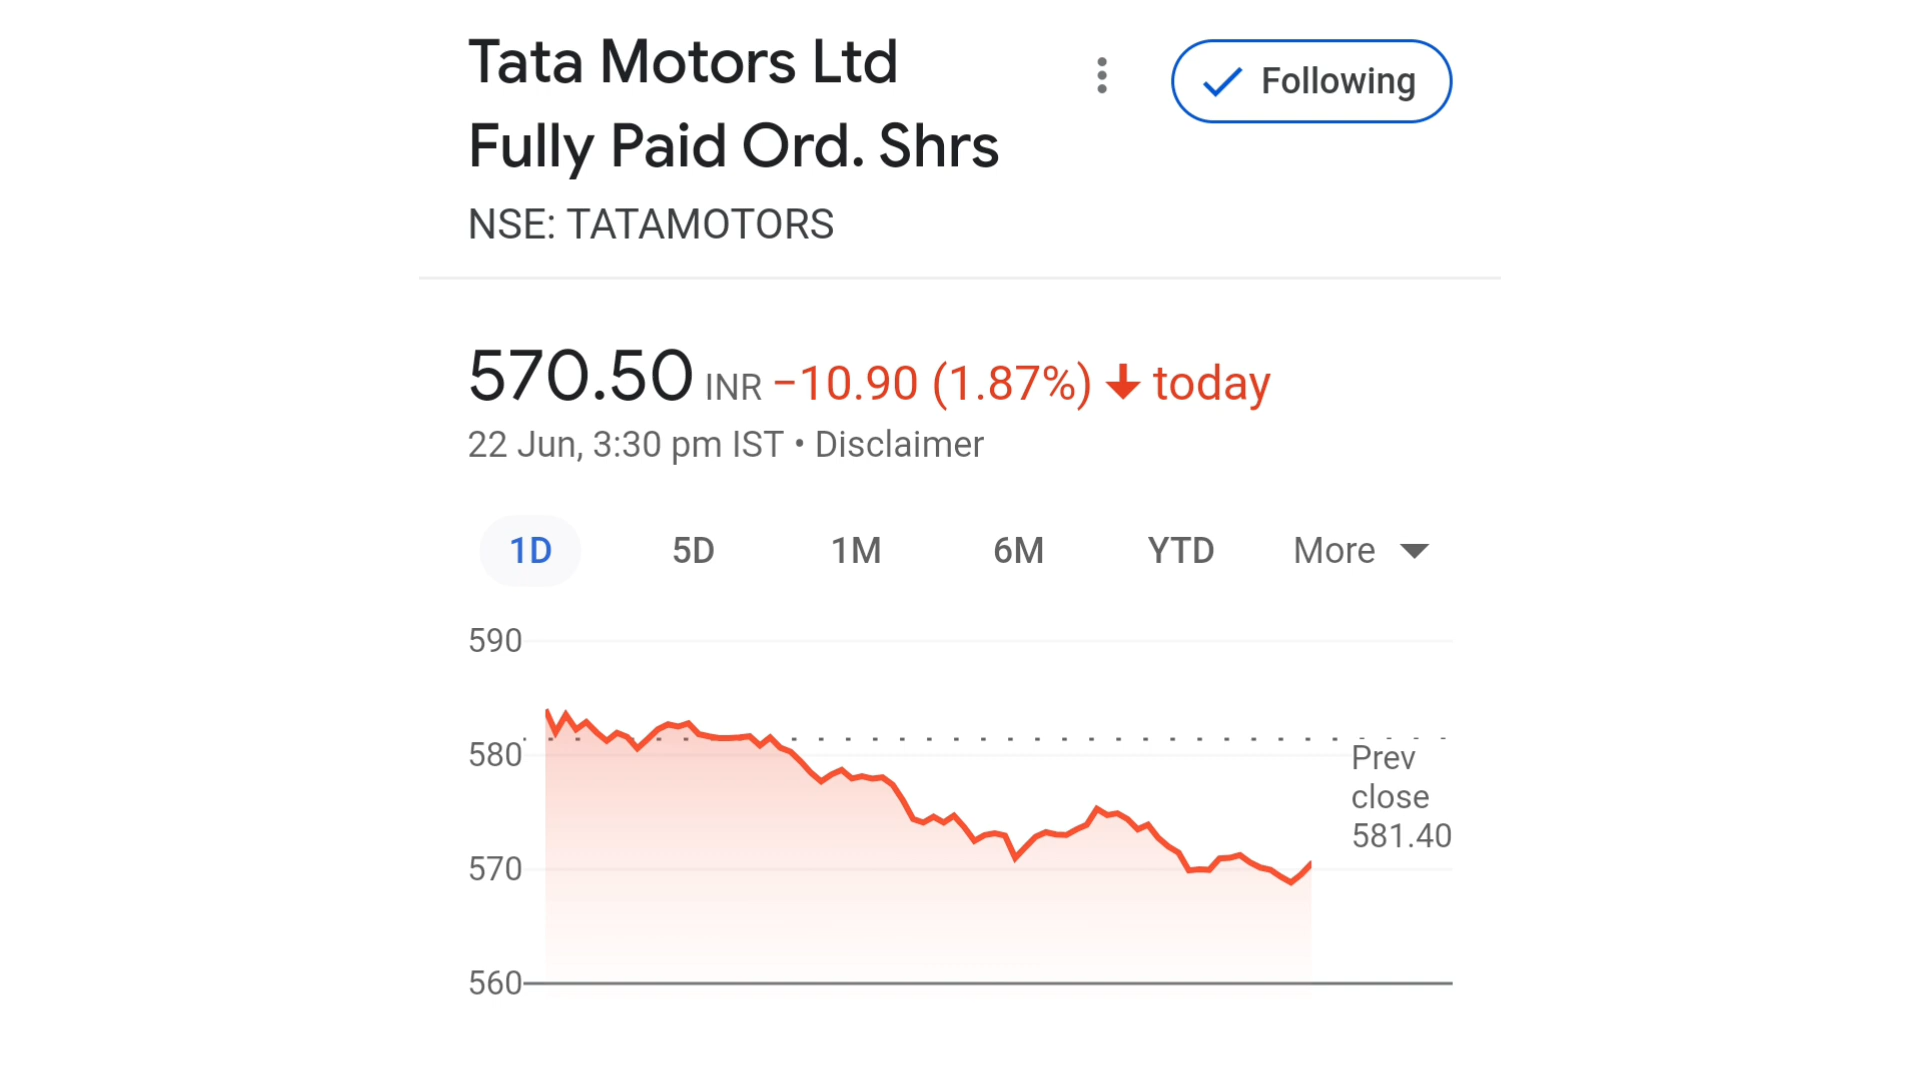 Tata Motors Ltd
Fully Paid Ord. Shrs
Following
NSE: TATAMOTORS
570.50 INR −10.90 (1.87%) today
22 Jun, 3:30 pm IST • Disclaimer
1D 5D 1M 6M YTD More
590
580
570
560
Prev
close
581.40